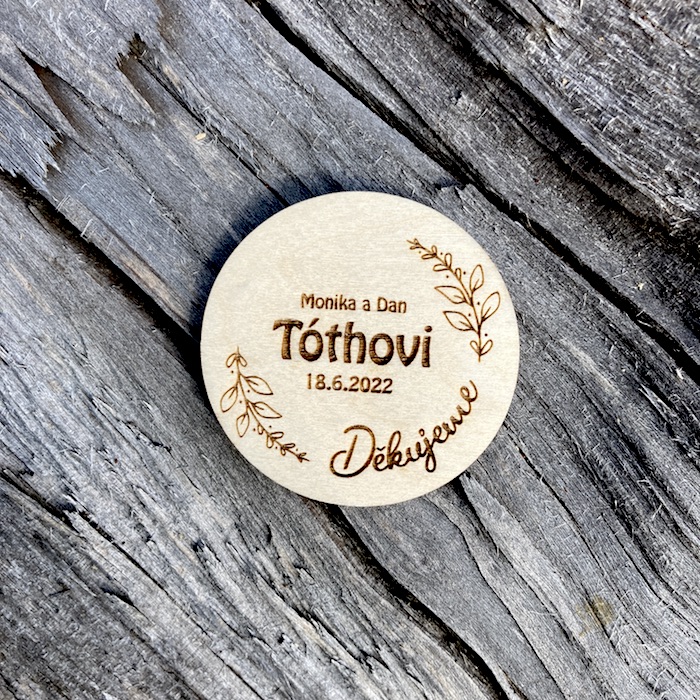 Monika a Dan
Tóthovi
18.6.2022
Děkujeme